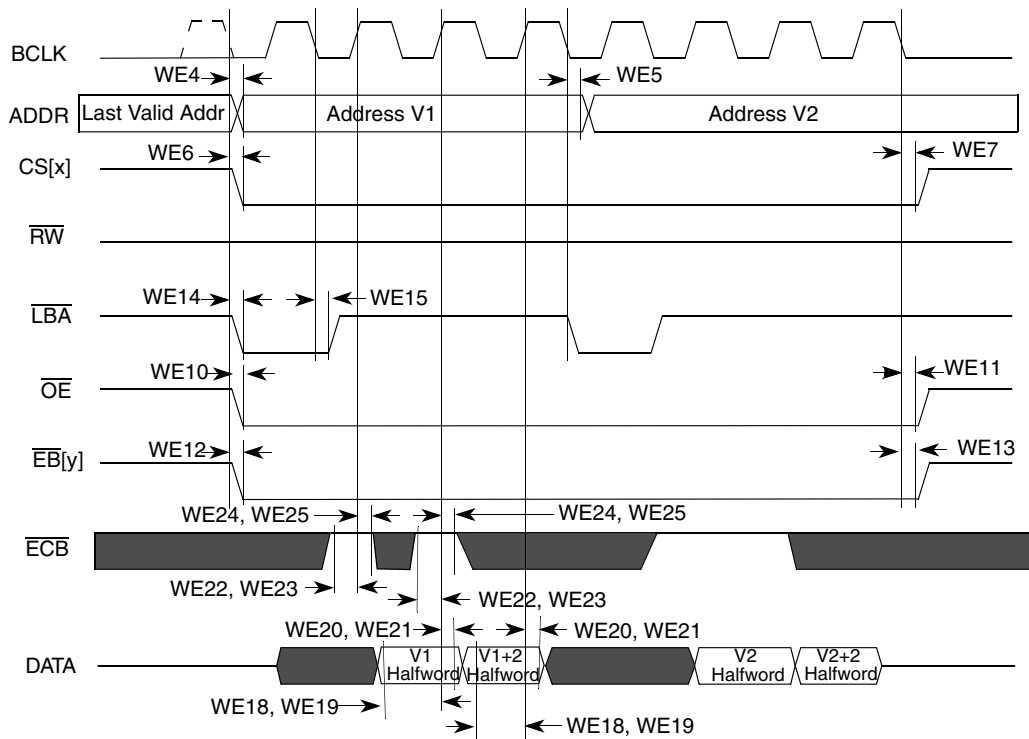 BCLK
WE4
WE5
ADDR
Last Valid Addr
Address V1
Address V2
WE6
WE7
CS[x]
RW
WE14
WE15
LBA
WE10
WE11
OE
WE12
WE13
EB[y]
WE24, WE25
WE24, WE25
ECB
WE22, WE23
WE22, WE23
WE20, WE21
WE20, WE21
DATA
V1
Halfword
V1+2
Halfword
V2
Halfword
V2+2
Halfword
WE18, WE19
WE18, WE19